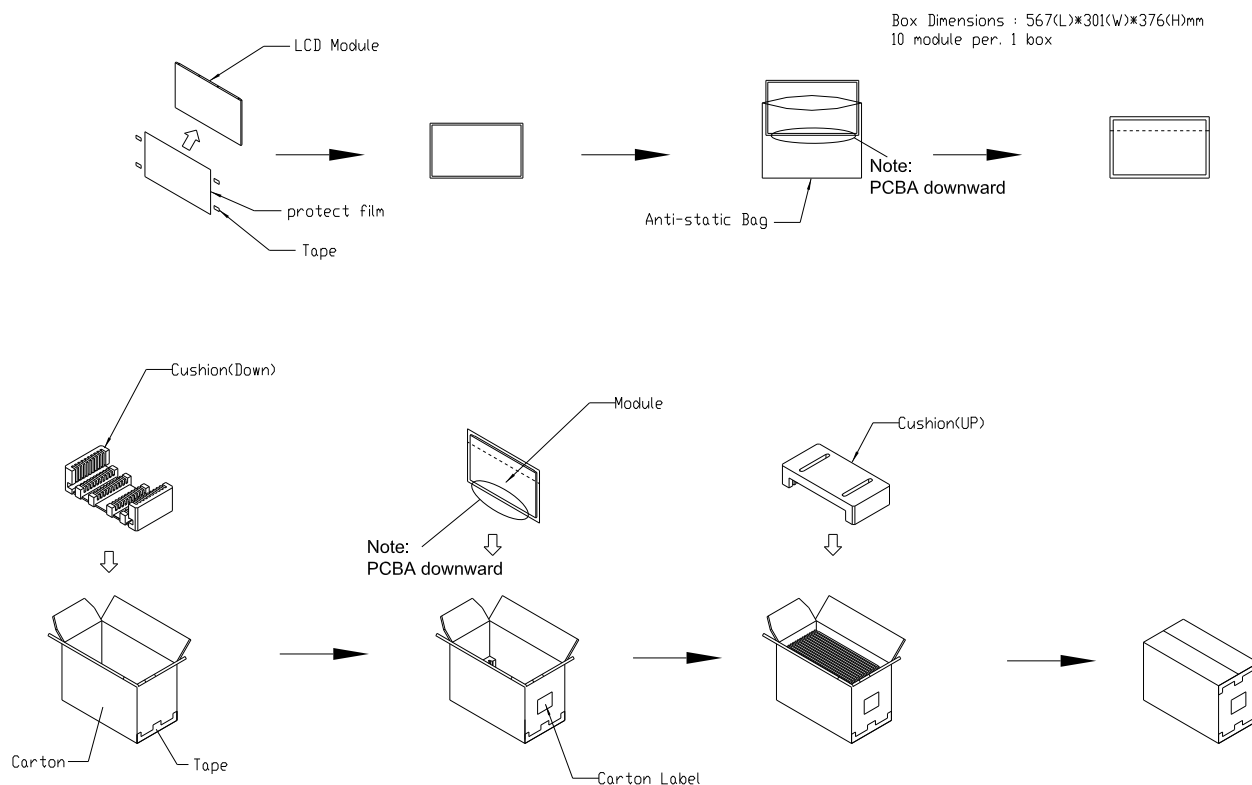 Box Dimensions : 567(L)*301(W)*376(H)mm
10 module per. 1 box
LCD Module
protect film
Tape
Anti-static Bag
Note:
PCBA downward
Cushion(Down)
Module
Note:
PCBA downward
Cushion(UP)
Carton
Tape
Carton Label